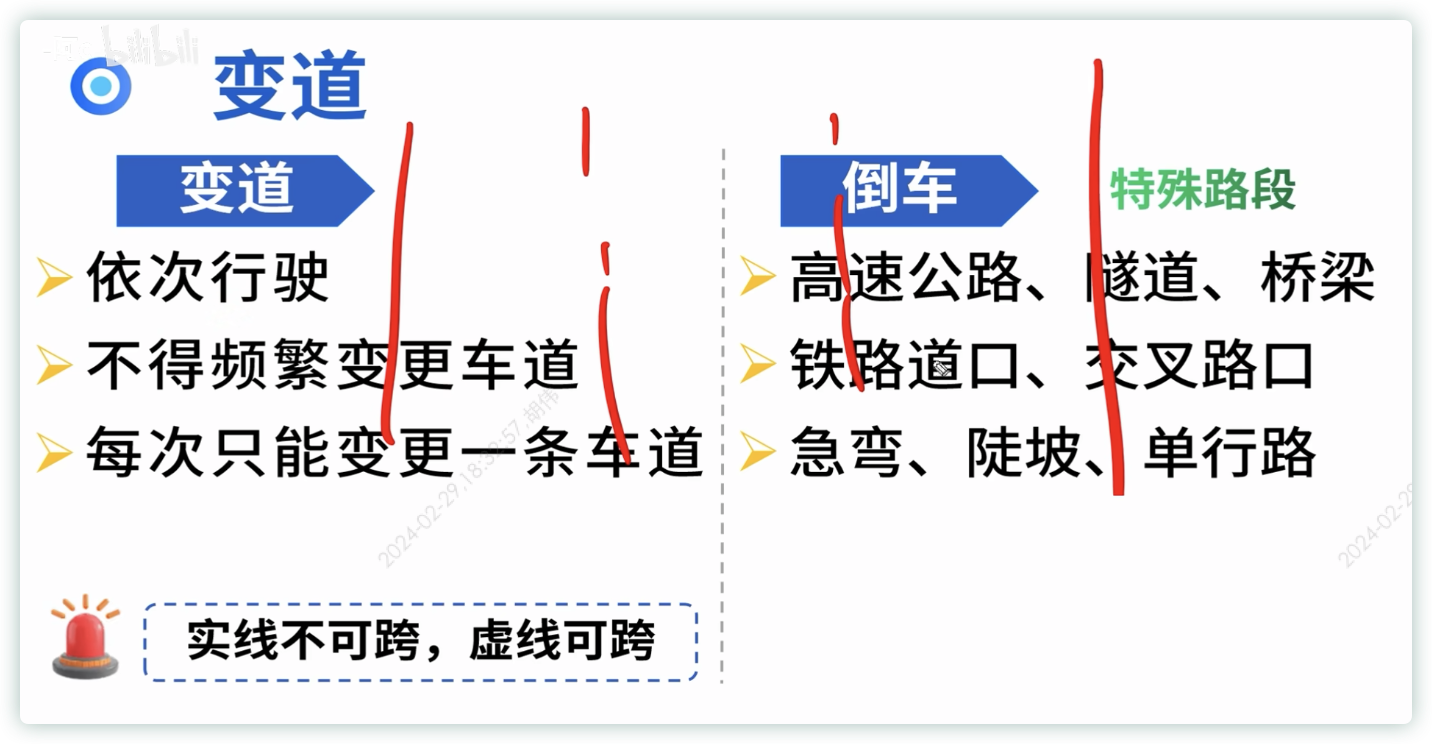 bilibili
变道
变道
依次行驶
不得频繁变更车道
每次只能变更一条车道
实线不可跨，虚线可跨
倒车
特殊路段
高速公路、隧道、桥梁
铁路道口、交叉路口
急弯、陡坡、单行路
2024-02-29,18:52:57,胡伟
2024-02-29